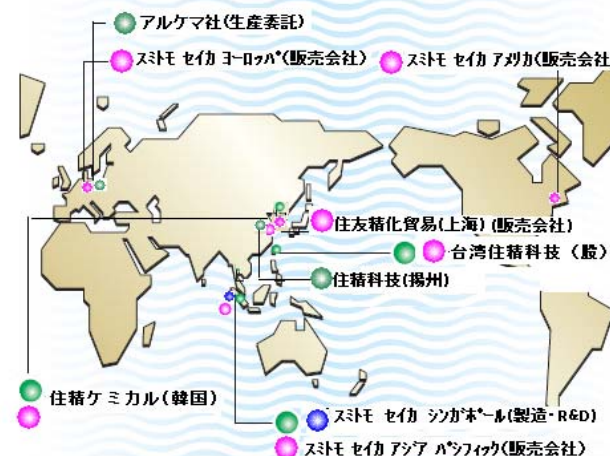 アルケマ社(生産委託)
スミトモ セイカ ヨーロッパ(販売会社)
スミトモ セイカ アメリカ(販売会社
住友精化貿易(上海)(販売会社)
台湾住精科技(股)
住精科技(揚州)
住精ケミカル(韓国)
スミトモ セイカ シンガポール(製造・R&D)
スミトモ セイカ アジア パシフィック(販売会社)